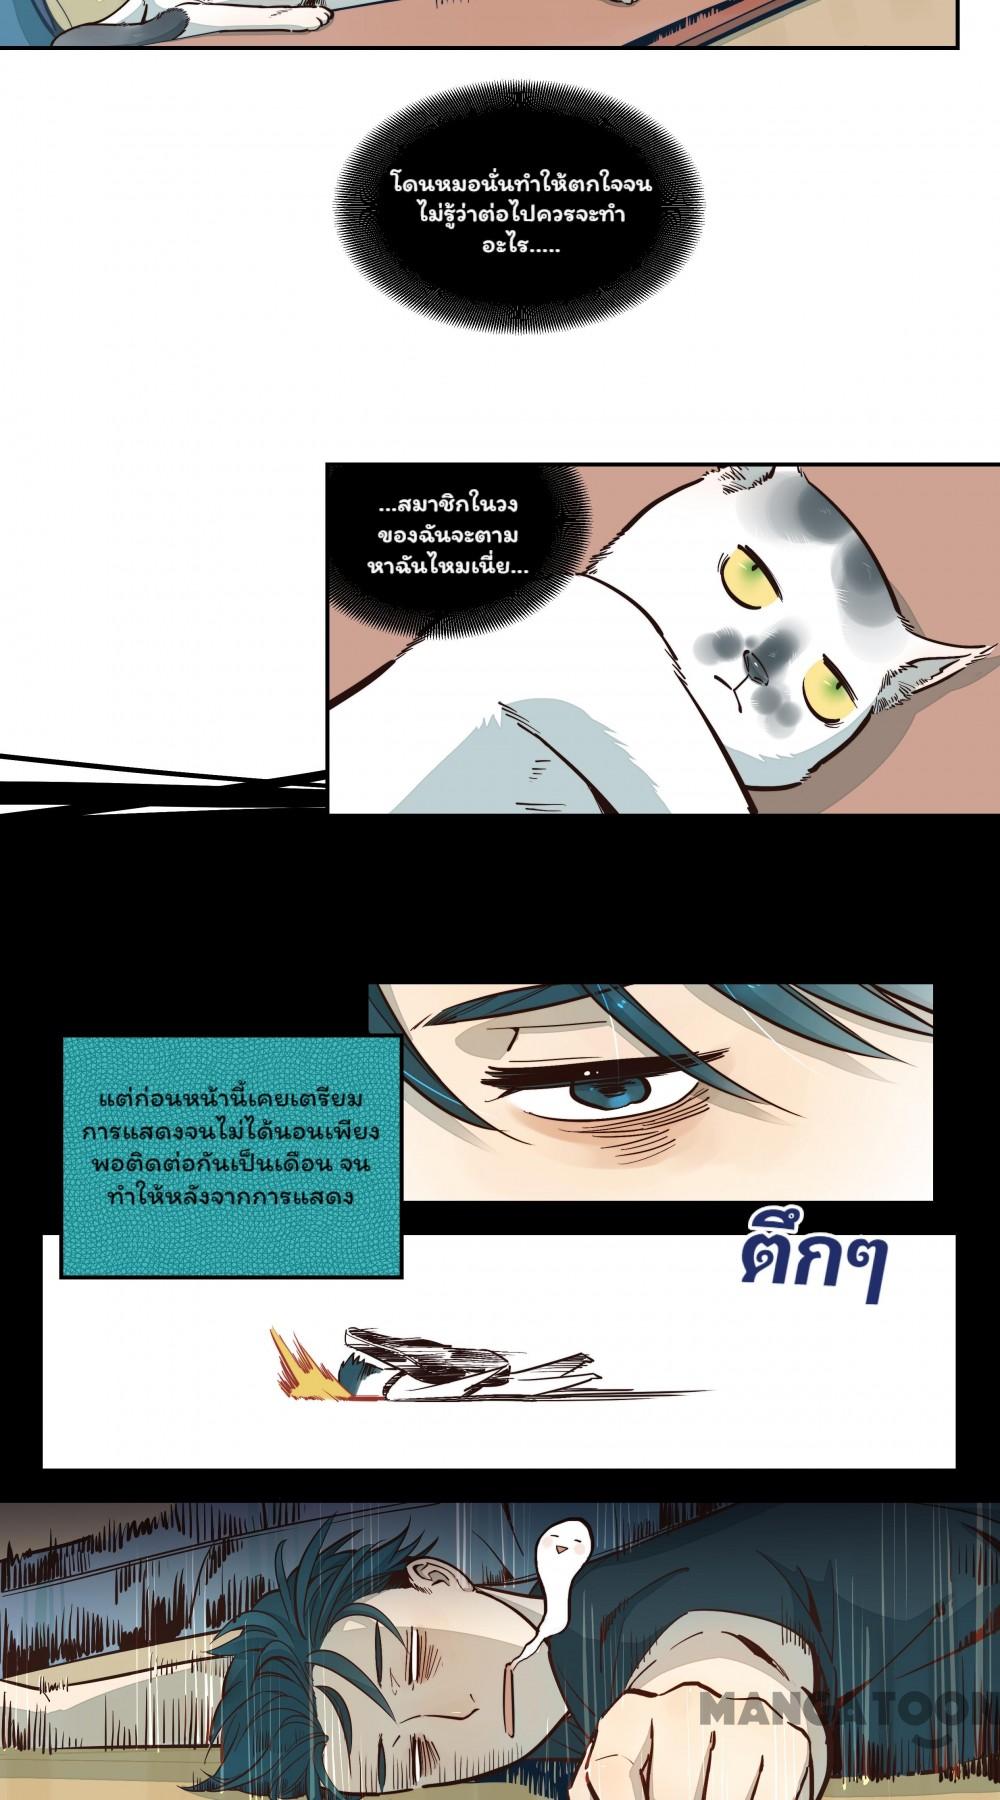 โดนหมอนั่นทำให้ตกใจจน
ไม่รู้ว่าต่อไปควรจะทำ
อะไร.....
...สมาชิกในวง
ของฉันจะตาม
หาฉันไหมเนี่ย...
แต่ก่อนหน้านี้เคยเตรียม
การแสดงจนไม่ได้นอนเพียง
พอติดต่อกันเป็นเดือน จน
ทำให้หลังจากการแสดง
ตึกๆ
MANGATOON